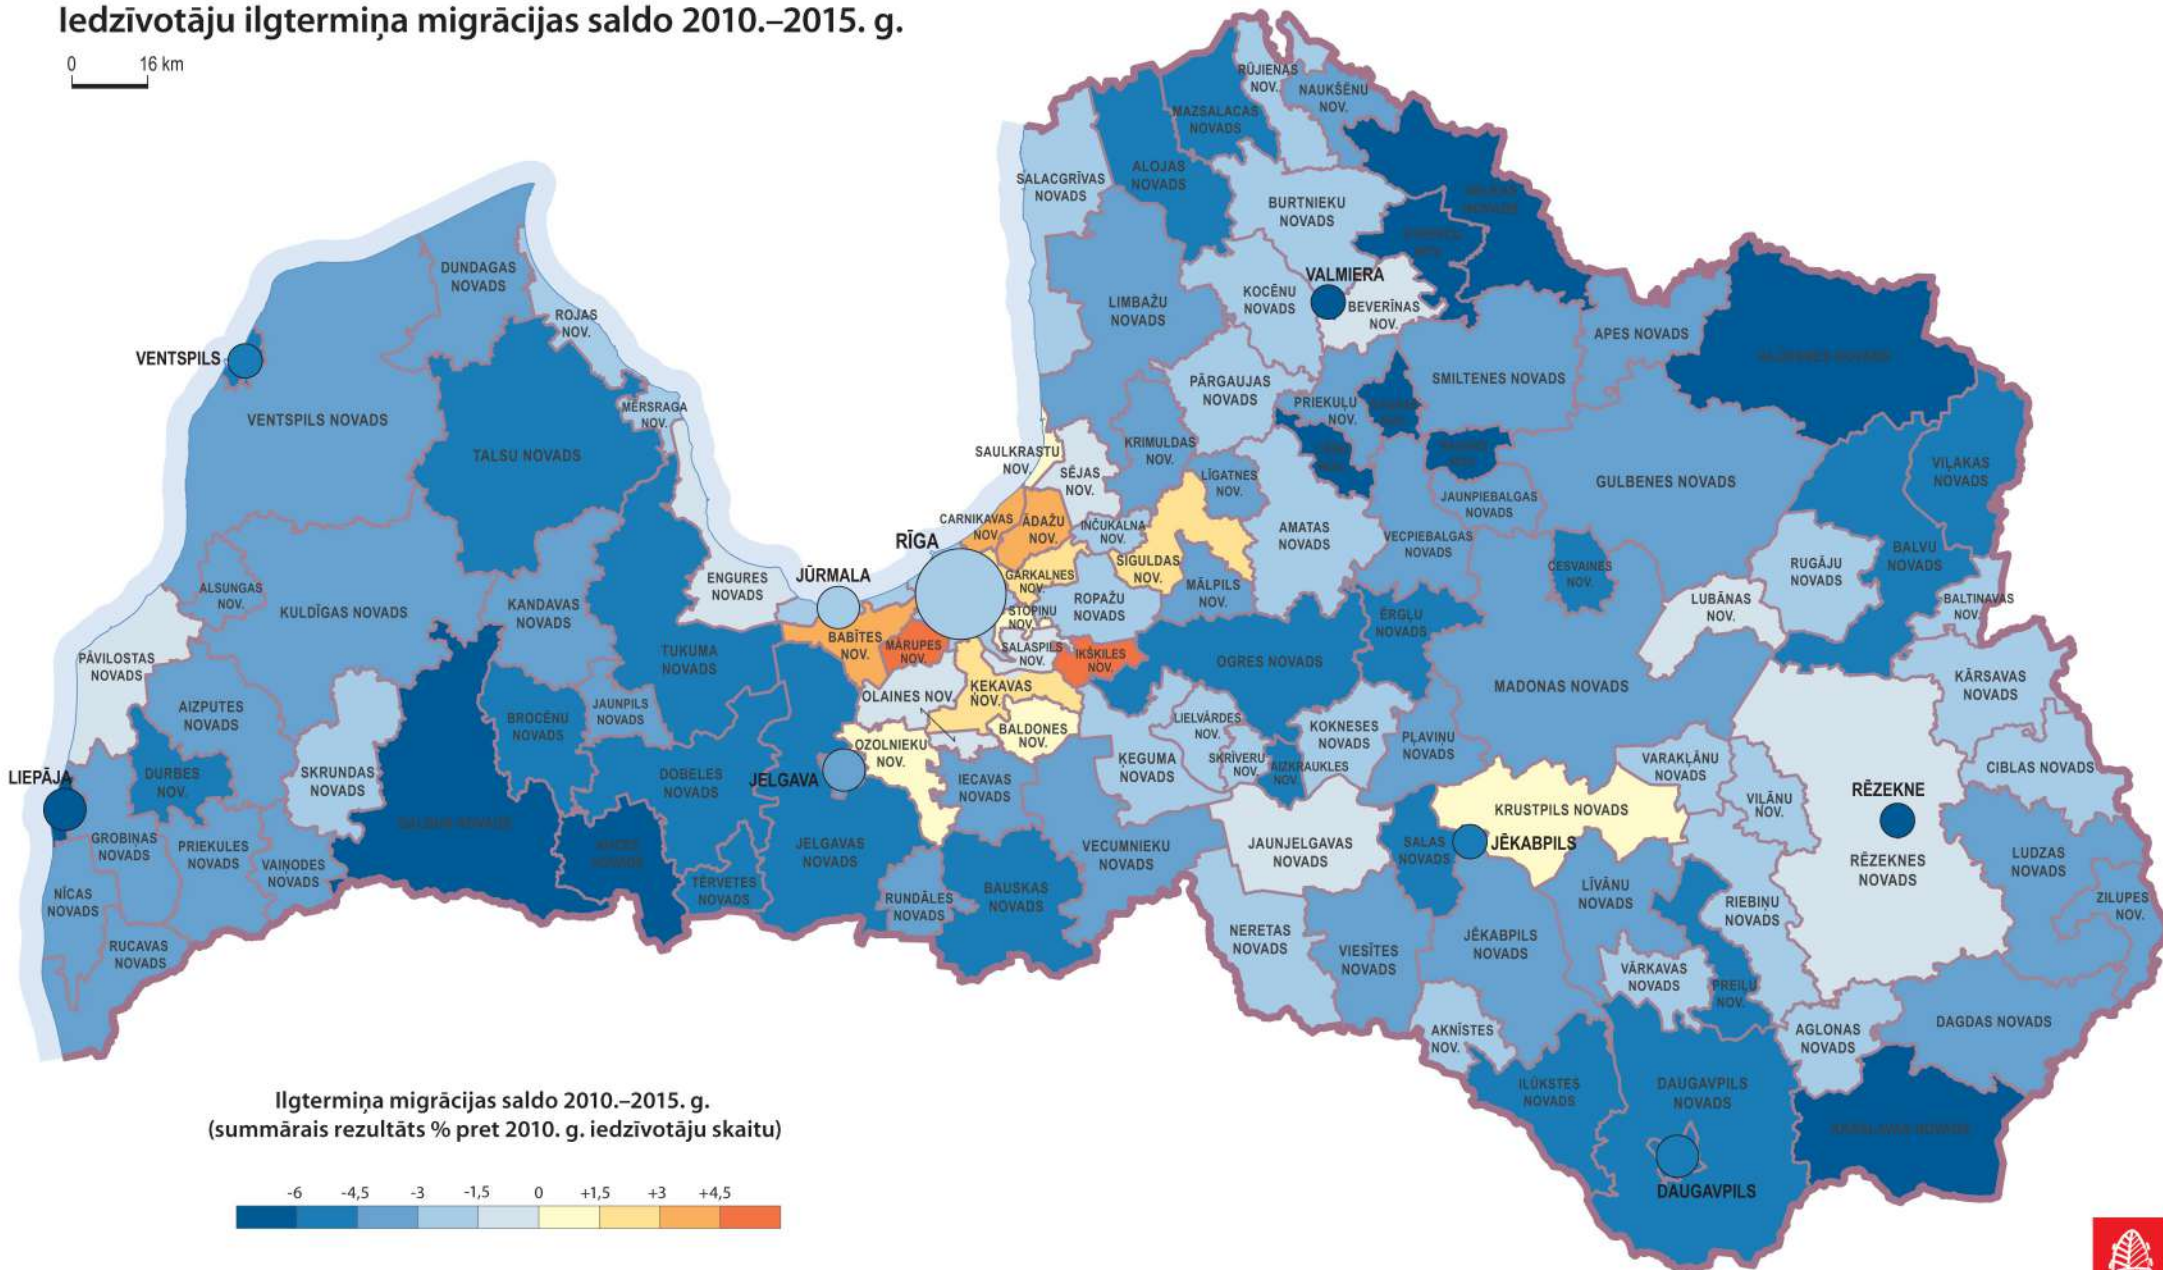 Iedzīvotāju ilgtermiņa migrācijas saldo 2010.–2015. g.
0 16 km
RŪJIENAS
NOV.
NAUKŠĒNU
NOV.
MAZSALACAS
NOVADS
ALOJAS
NOVADS
SALACGRĪVAS
NOVADS
BURTNIEKU
NOVADS
DUNDAGAS
NOVADS
ROJAS
NOV.
LIMBAŽU
NOVADS
KOCĒNU
NOVADS
VALMIERA
BEVERĪNAS
NOV.
APES NOVADS
VENTSPILS
VENTSPILS NOVADS
TALSU NOVADS
MĒRSRAGA
NOV.
PĀRGAUJAS
NOVADS
PRIEKUĻU
NOV.
SMILTENES NOVADS
SAULKRASTU
NOV.
SĒJAS
NOV.
KRIMULDAS
NOV.
LĪGATNES
NOV.
AMATAS
NOVADS
VECPIEBALGAS
NOVADS
JAUNPIEBALGAS
NOVADS
GULBENES NOVADS
VIĻAKAS
NOVADS
BALVU
NOVADS
CARNIKAVAS
NOV.
ĀDAŽU
NOV.
INČUKALNA
NOV.
SIGULDAS
NOV.
MĀLPILS
NOV.
RĪGA
GARKALNES
NOV.
ROPAŽU
NOVADS
STOPIŅU
NOV.
SALASPILS
NOV.
IKŠĶILES
NOV.
JŪRMALA
BABĪTES
NOV.
MĀRUPES
NOV.
ENGURES
NOVADS
ALSUNGAS
NOV.
KULDĪGAS NOVADS
KANDAVAS
NOVADS
TUKUMA
NOVADS
OLAINES NOV.
ĶEKAVAS
NOV.
BALDONES
NOV.
OGRES NOVADS
ĒRGĻU
NOVADS
CESVAINES
NOV.
MADONAS NOVADS
LUBĀNAS
NOV.
RUGĀJU
NOVADS
BALTINAVAS
NOV.
KĀRSAVAS
NOVADS
CIBLAS NOVADS
PĀVILOSTAS
NOVADS
AIZPUTES
NOVADS
SKRUNDAS
NOVADS
BROCĒNU
NOVADS
JAUNPILS
NOVADS
DOBELES
NOVADS
JELGAVA
OZOLNIEKU
NOV.
IECAVAS
NOVADS
ĶEGUMA
NOVADS
LIELVĀRDES
NOV.
SKRĪVERU
NOV.
AIZKRAUKLES
NOV.
KOKNESES
NOVADS
PĻAVIŅU
NOVADS
VARAKĻĀNU
NOVADS
VIĻĀNU
NOV.
RĒZEKNE
RĒZEKNES
NOVADS
LIEPĀJA
DURBES
NOV.
GROBIŅAS
NOVADS
PRIEKULES
NOVADS
VAIŅODES
NOVADS
NĪCAS
NOVADS
RUCAVAS
NOVADS
TĒRVETES
NOVADS
JELGAVAS
NOVADS
RUNDĀLES
NOVADS
BAUSKAS
NOVADS
VECUMNIEKU
NOVADS
JAUNJELGAVAS
NOVADS
SALAS
NOVADS
KRUSTPILS NOVADS
JĒKABPILS
JĒKABPILS
NOVADS
LĪVĀNU
NOVADS
RIEBIŅU
NOVADS
LUDZAS
NOVADS
ZILUPES
NOV.
NERETAS
NOVADS
VIESĪTES
NOVADS
AKNĪSTES
NOV.
VĀRKAVAS
NOVADS
PREIĻU
NOV.
AGLONAS
NOVADS
DAGDAS NOVADS
ILŪKSTES
NOVADS
DAUGAVPILS
NOVADS
DAUGAVPILS
Ilgtermiņa migrācijas saldo 2010.–2015. g.
(summārais rezultāts % pret 2010. g. iedzīvotāju skaitu)
-6 -4,5 -3 -1,5 0 +1,5 +3 +4,5